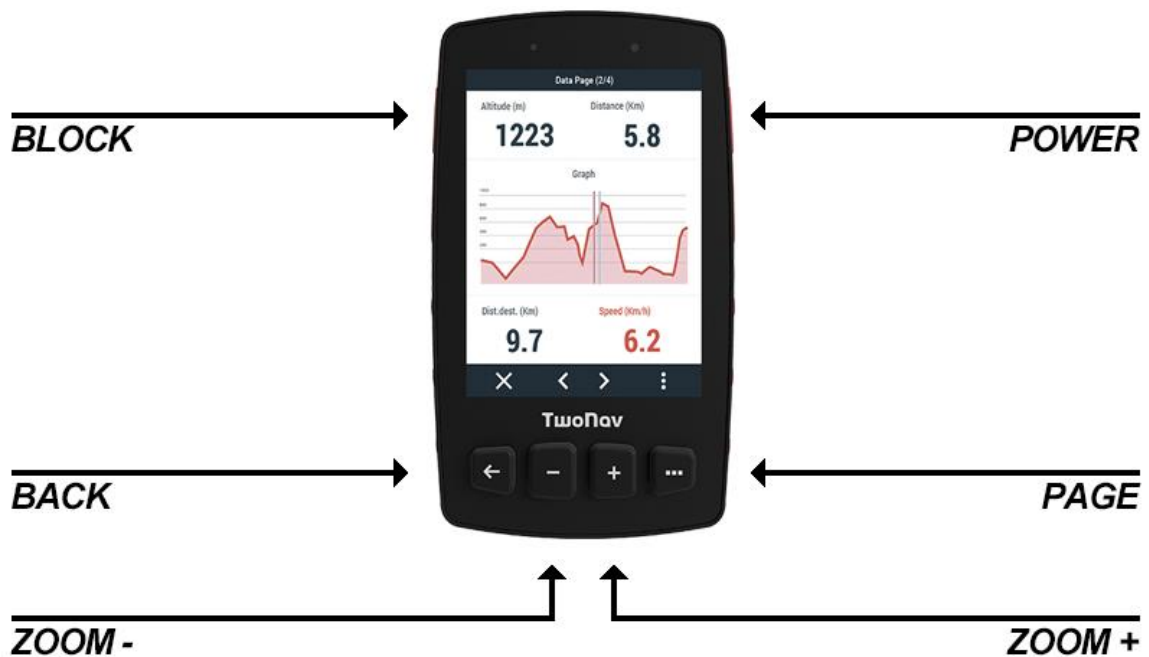 Data Page (2/4)
Altitude (m) Distance (Km)
1223 5.8
BLOCK POWER
Graph
Dist.dest. (Km) Speed (Km/h)
9.7 6.2
TwoNav
BACK PAGE
ZOOM - ZOOM +